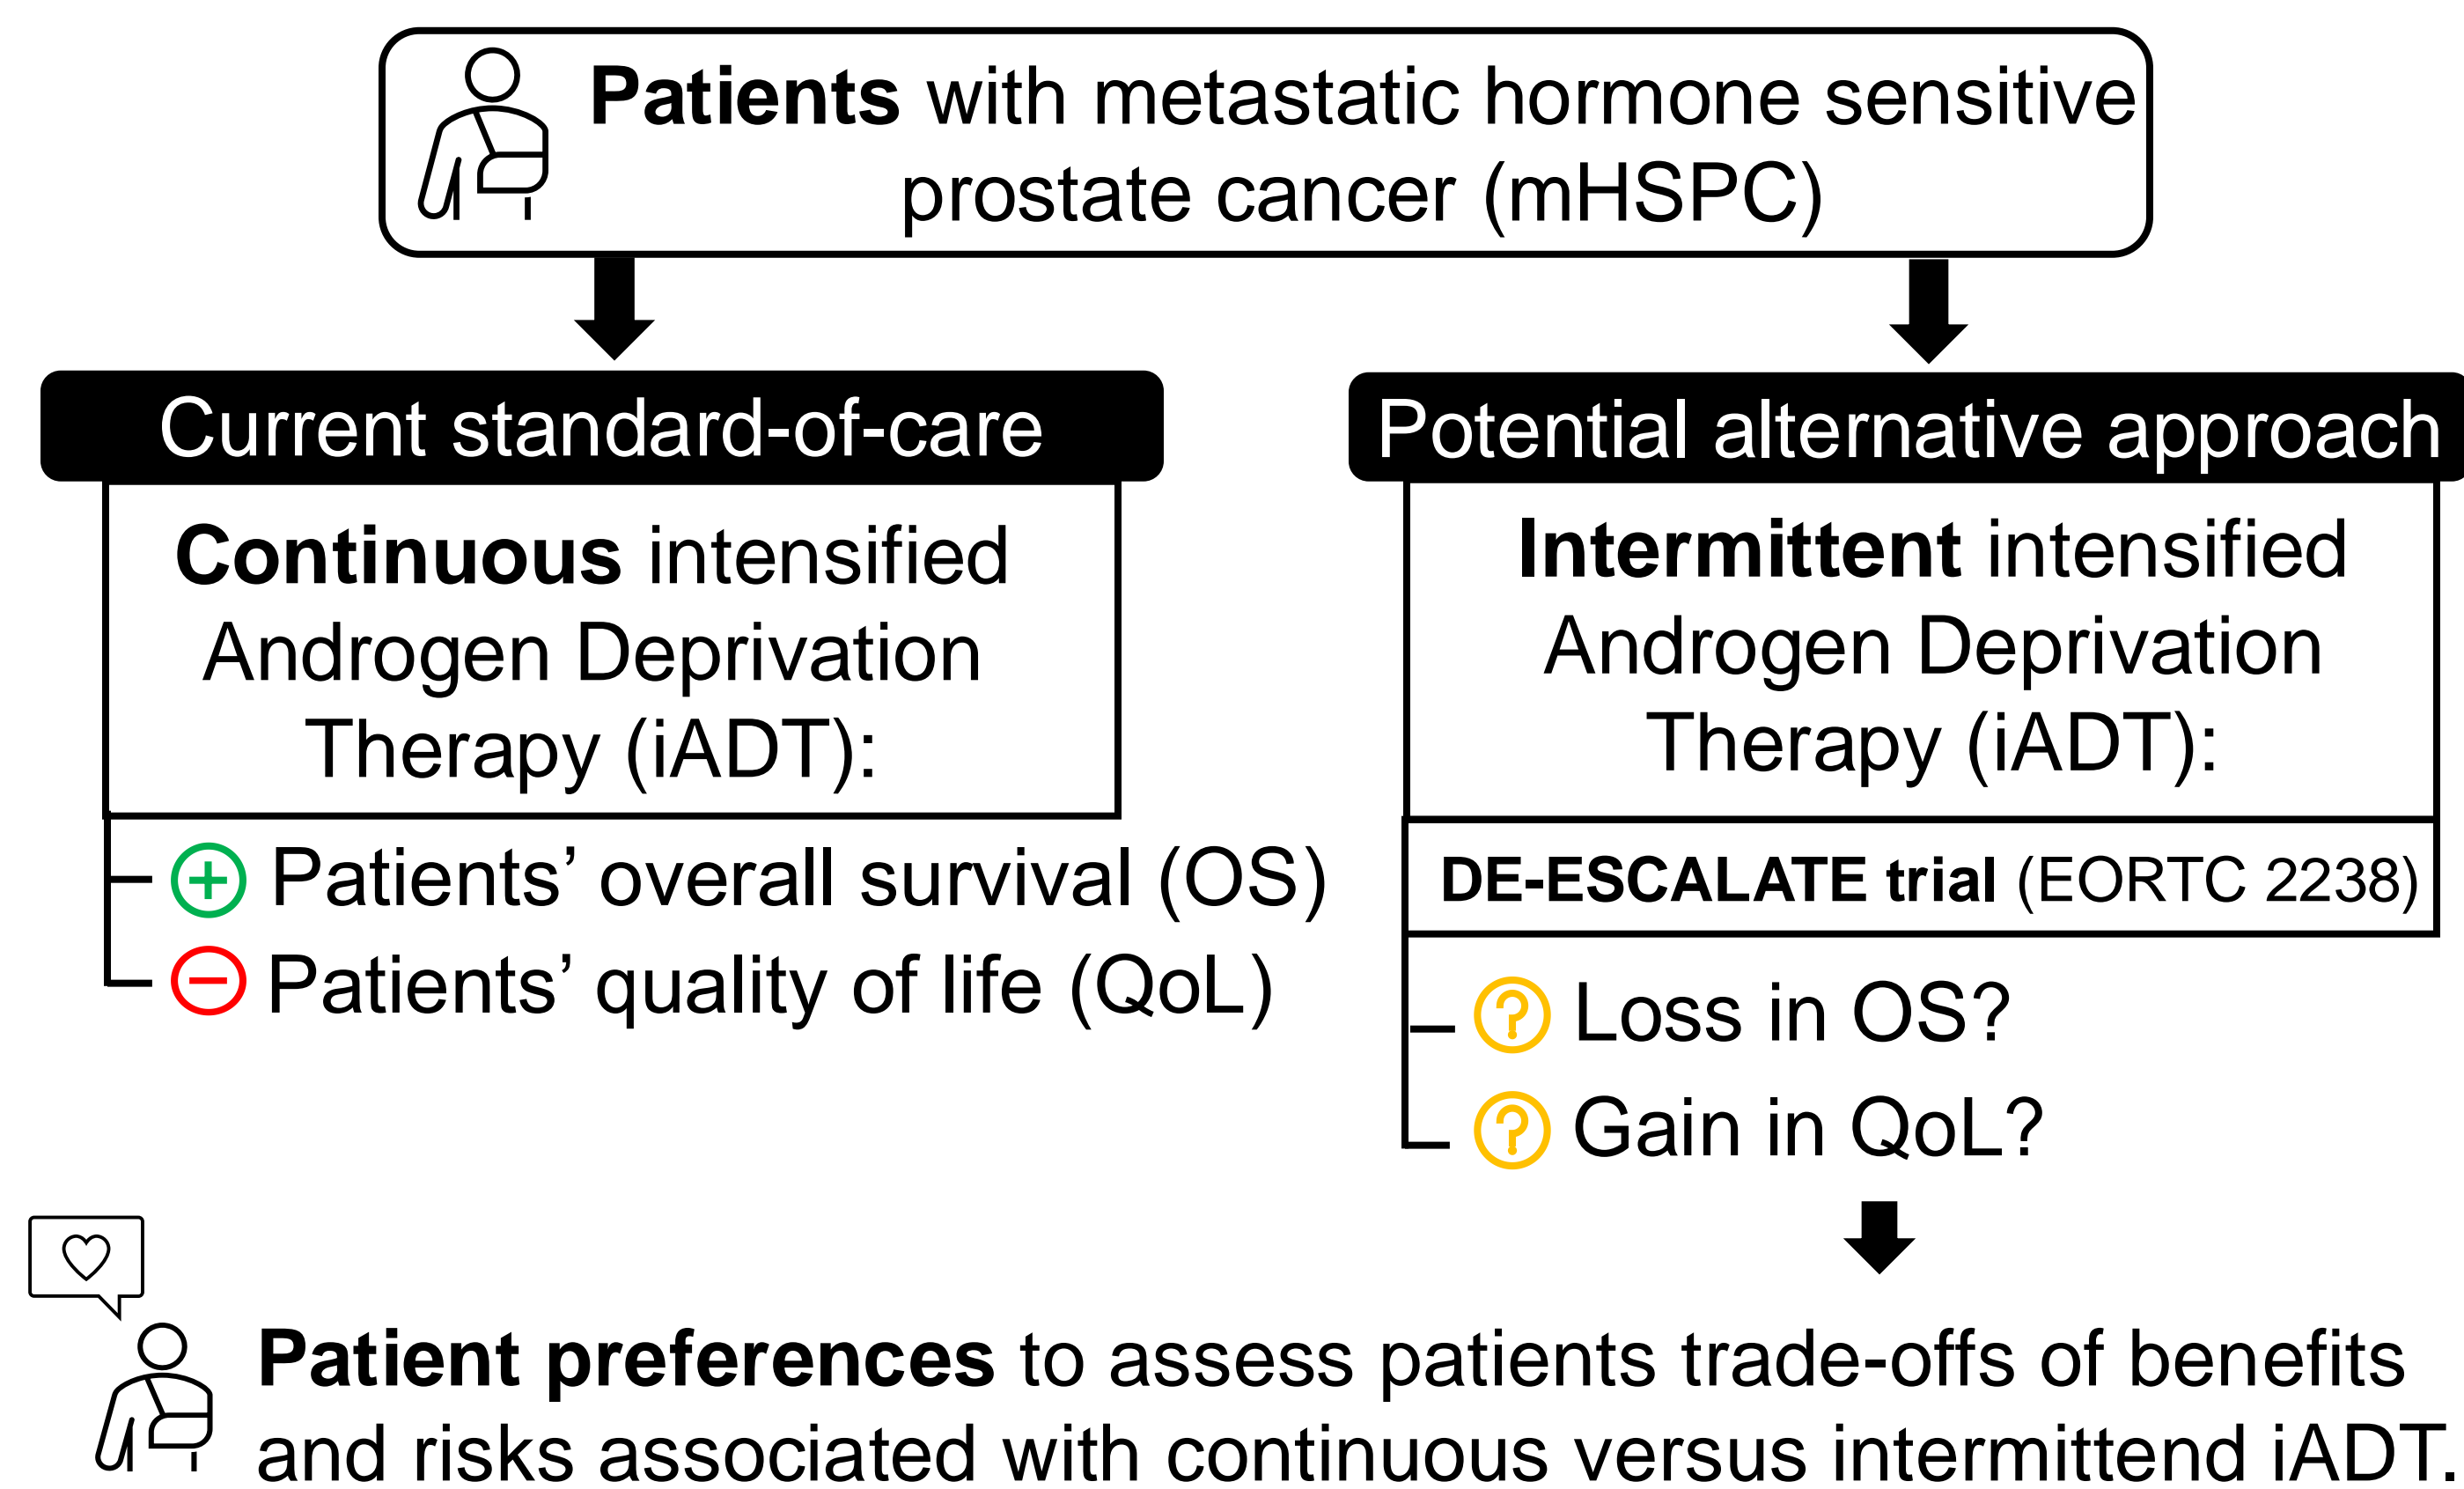 Patients with metastatic hormone sensitive
prostate cancer (mHSPC)
Current standard-of-care
Continuous intensified
Androgen Deprivation
Therapy (iADT):
Patients’ overall survival (OS)
Patients’ quality of life (QoL)
Potential alternative approach
Intermittent intensified
Androgen Deprivation
Therapy (iADT):
DE-ESCALATE trial (EORTC 2238)
Loss in OS?
Gain in QoL?
Patient preferences to assess patients trade-offs of benefits
and risks associated with continuous versus intermittend iADT.